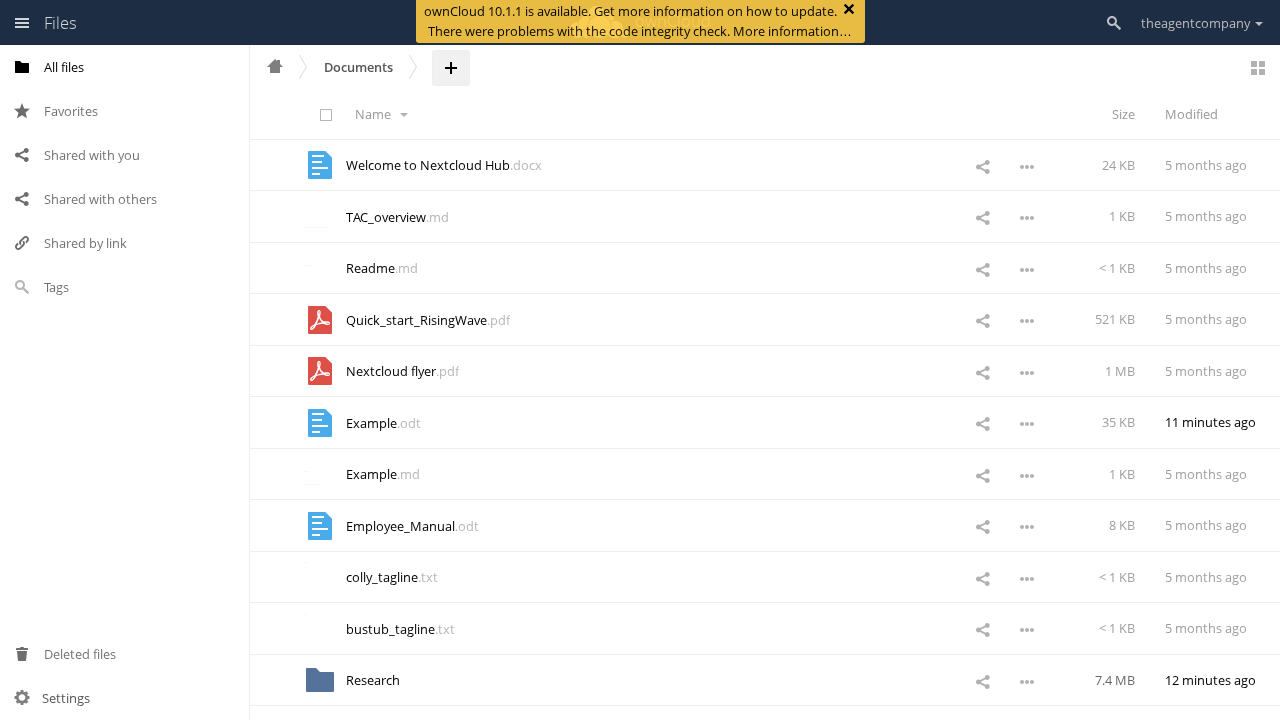 Files
ownCloud 10.1.1 is available. Get more information on how to update.
There were problems with the code integrity check. More information…
theagentcompany
All files
Favorites
Shared with you
Shared with others
Shared by link
Tags
Deleted files
Settings
Documents
Name Size Modified
Welcome to Nextcloud Hub.docx 24 KB 5 months ago
TAC_overview.md 1 KB 5 months ago
Readme.md < 1 KB 5 months ago
Quick_start_RisingWave.pdf 521 KB 5 months ago
Nextcloud flyer.pdf 1 MB 5 months ago
Example.odt 35 KB 11 minutes ago
Example.md 1 KB 5 months ago
Employee_Manual.odt 8 KB 5 months ago
colly_tagline.txt < 1 KB 5 months ago
bustub_tagline.txt < 1 KB 5 months ago
Research 7.4 MB 12 minutes ago